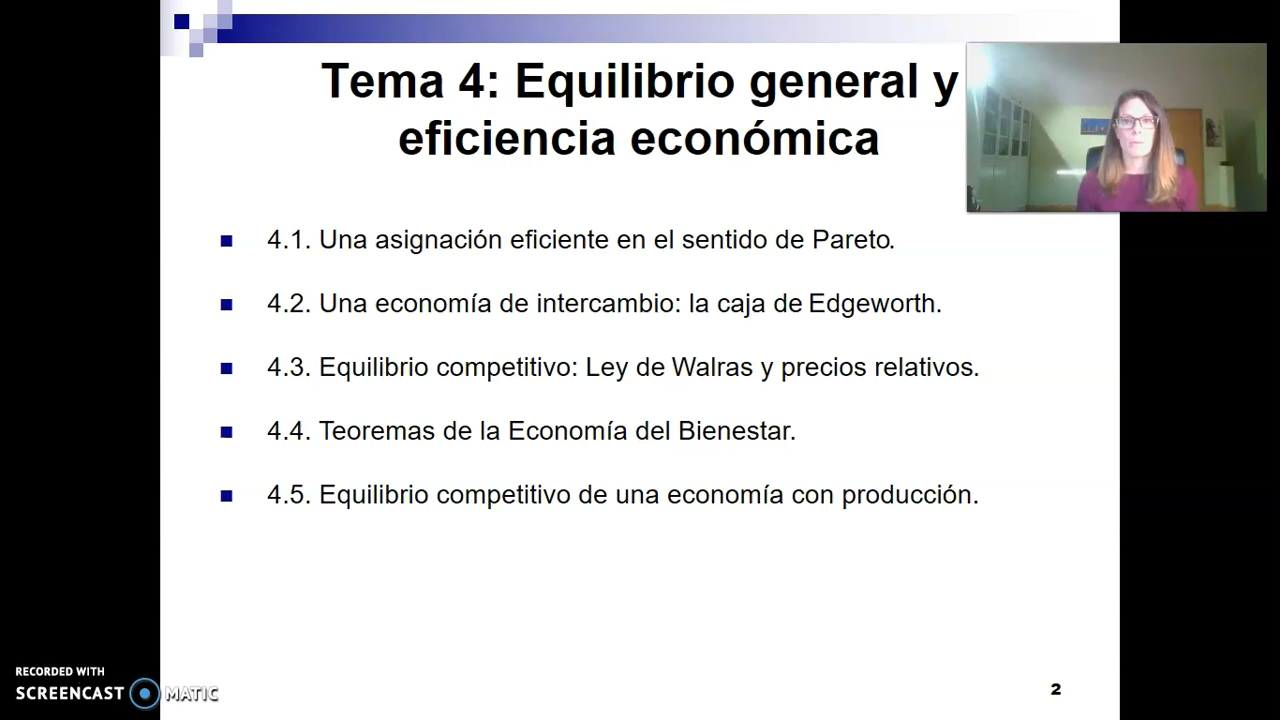 Tema 4: Equilibrio general y
eficiencia económica
4.1. Una asignación eficiente en el sentido de Pareto.
4.2. Una economía de intercambio: la caja de Edgeworth.
4.3. Equilibrio competitivo: Ley de Walras y precios relativos.
4.4. Teoremas de la Economía del Bienestar.
4.5. Equilibrio competitivo de una economía con producción.
RECORDED WITH
SCREENCAST MATIC
2